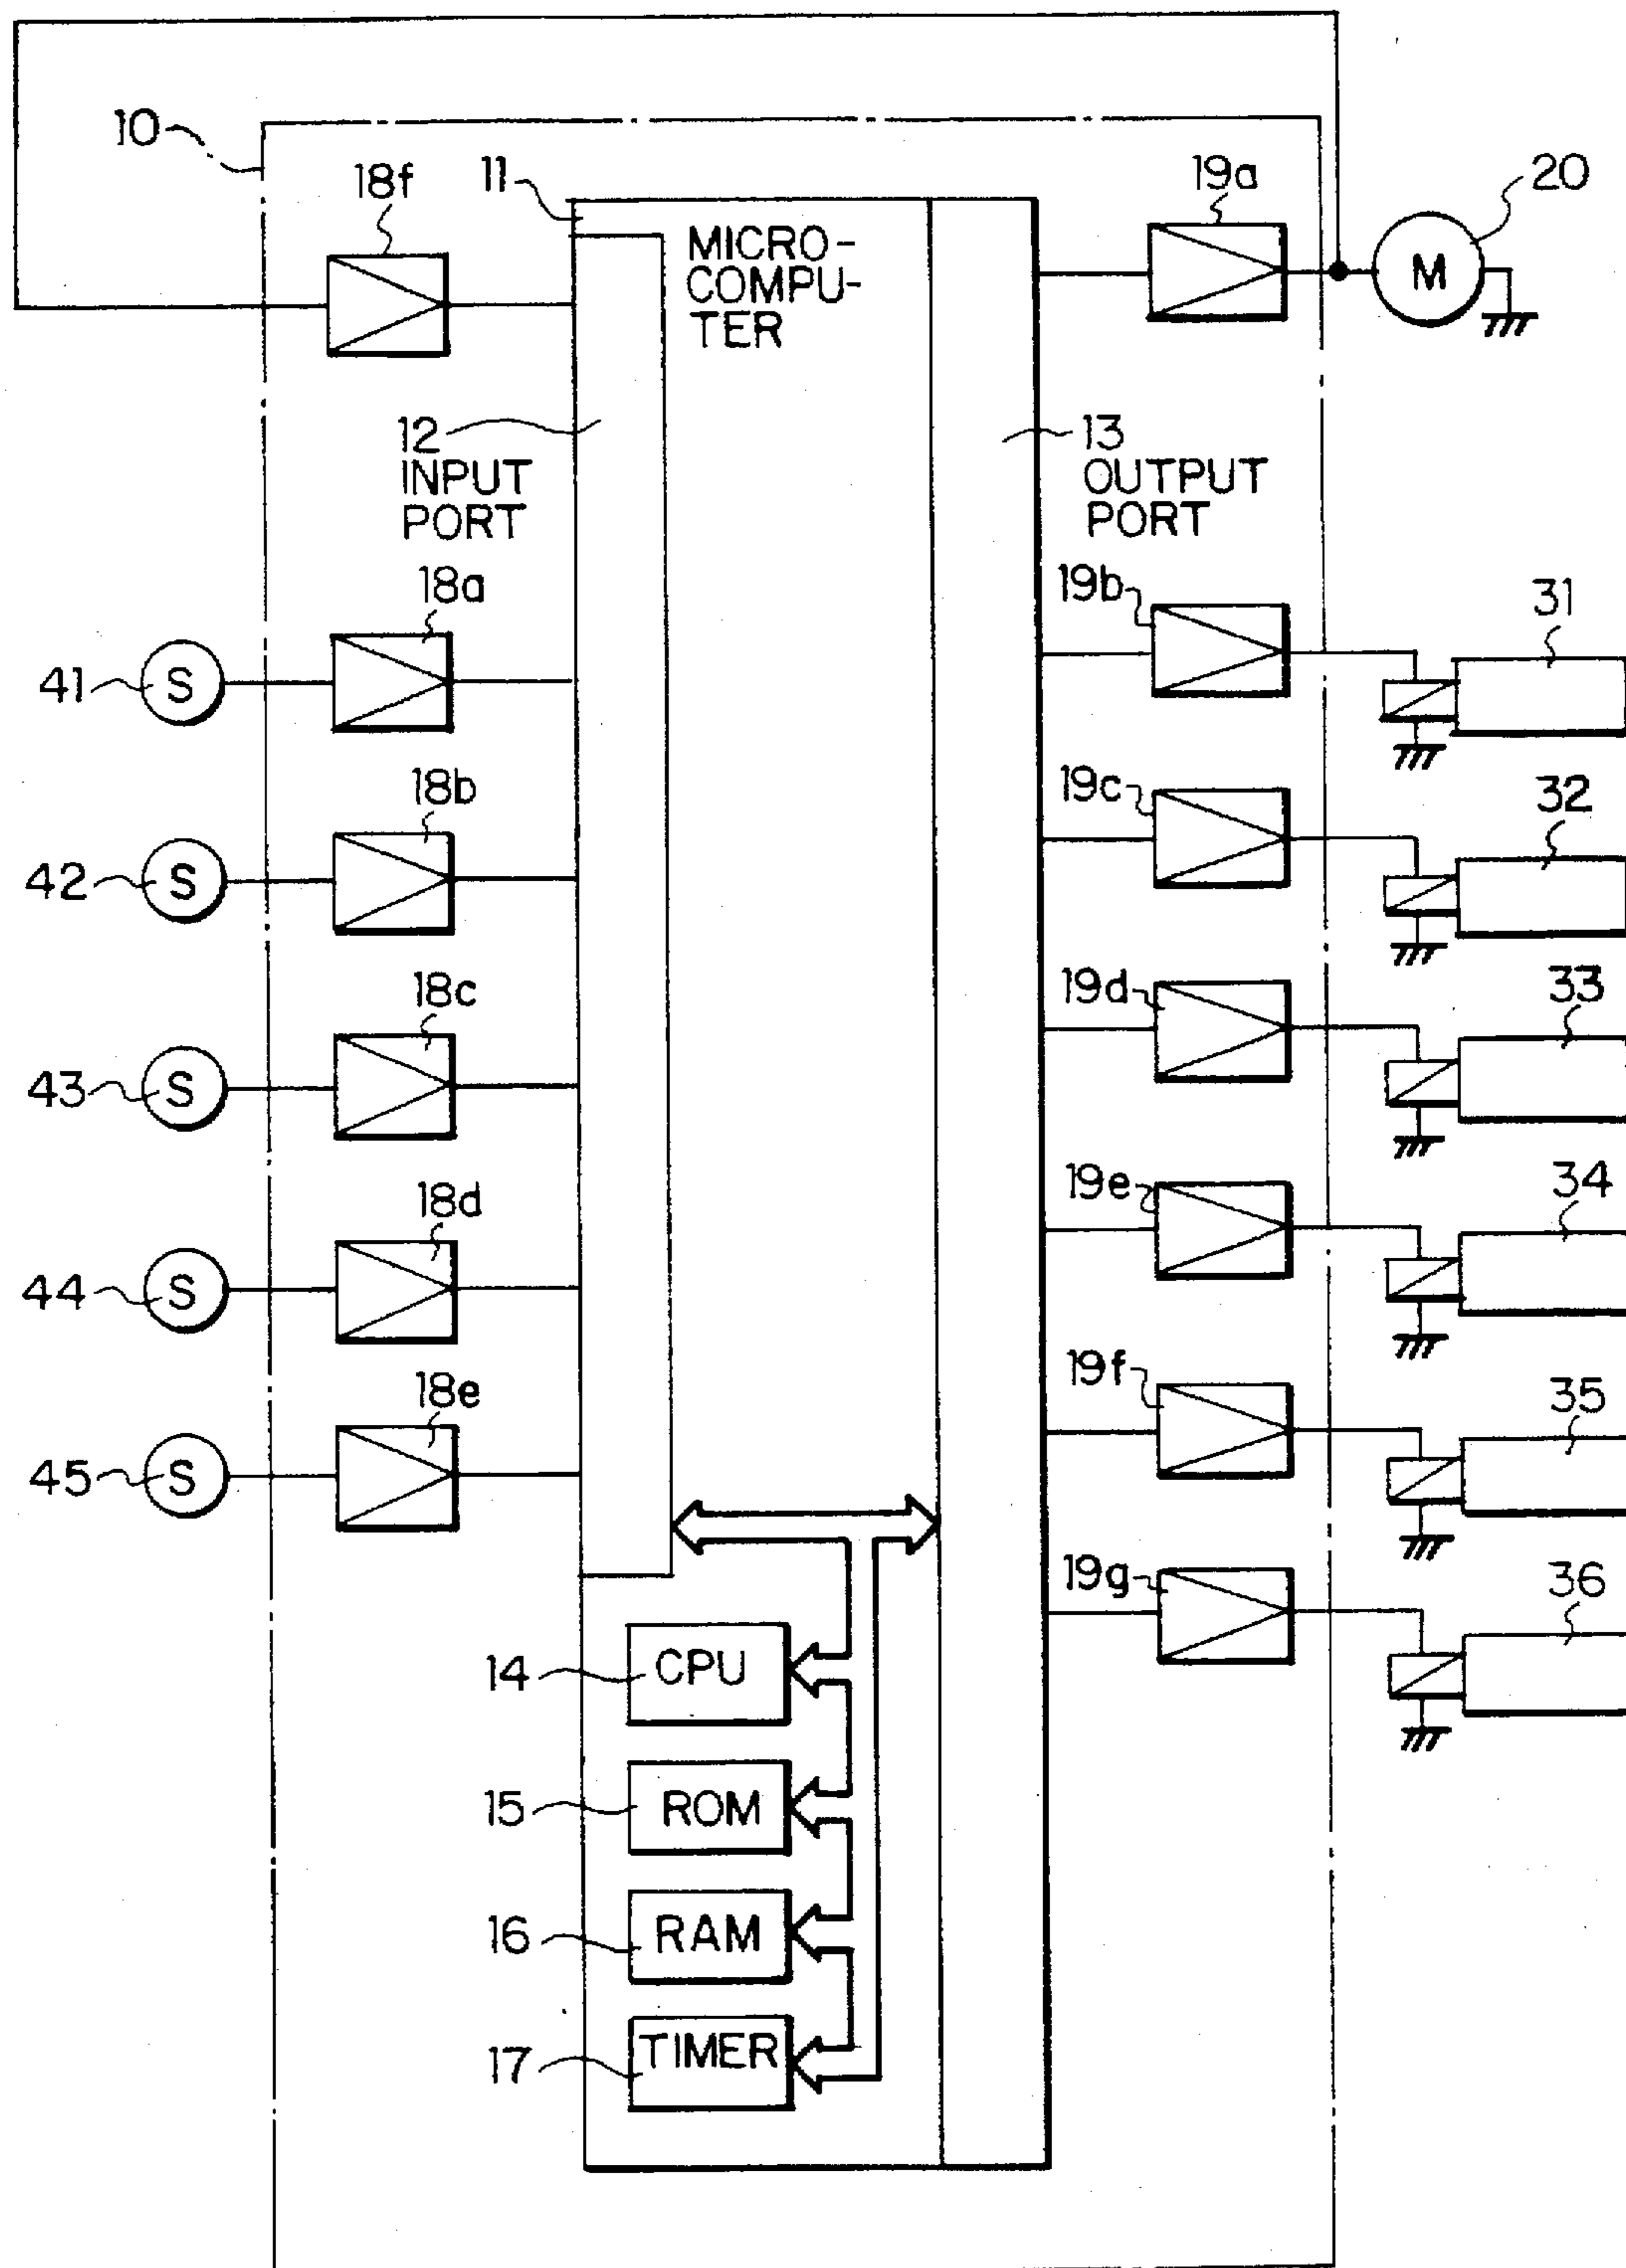 10
18f
11
19a
20
MICRO-
COMPU-
TER
M
12
INPUT
PORT
13
OUTPUT
PORT
18a
19b
31
41
S
18b
19c
32
42
S
18c
19d
33
43
S
18d
19e
34
44
S
18e
19f
35
45
S
19g
36
14
CPU
15
ROM
16
RAM
17
TIMER